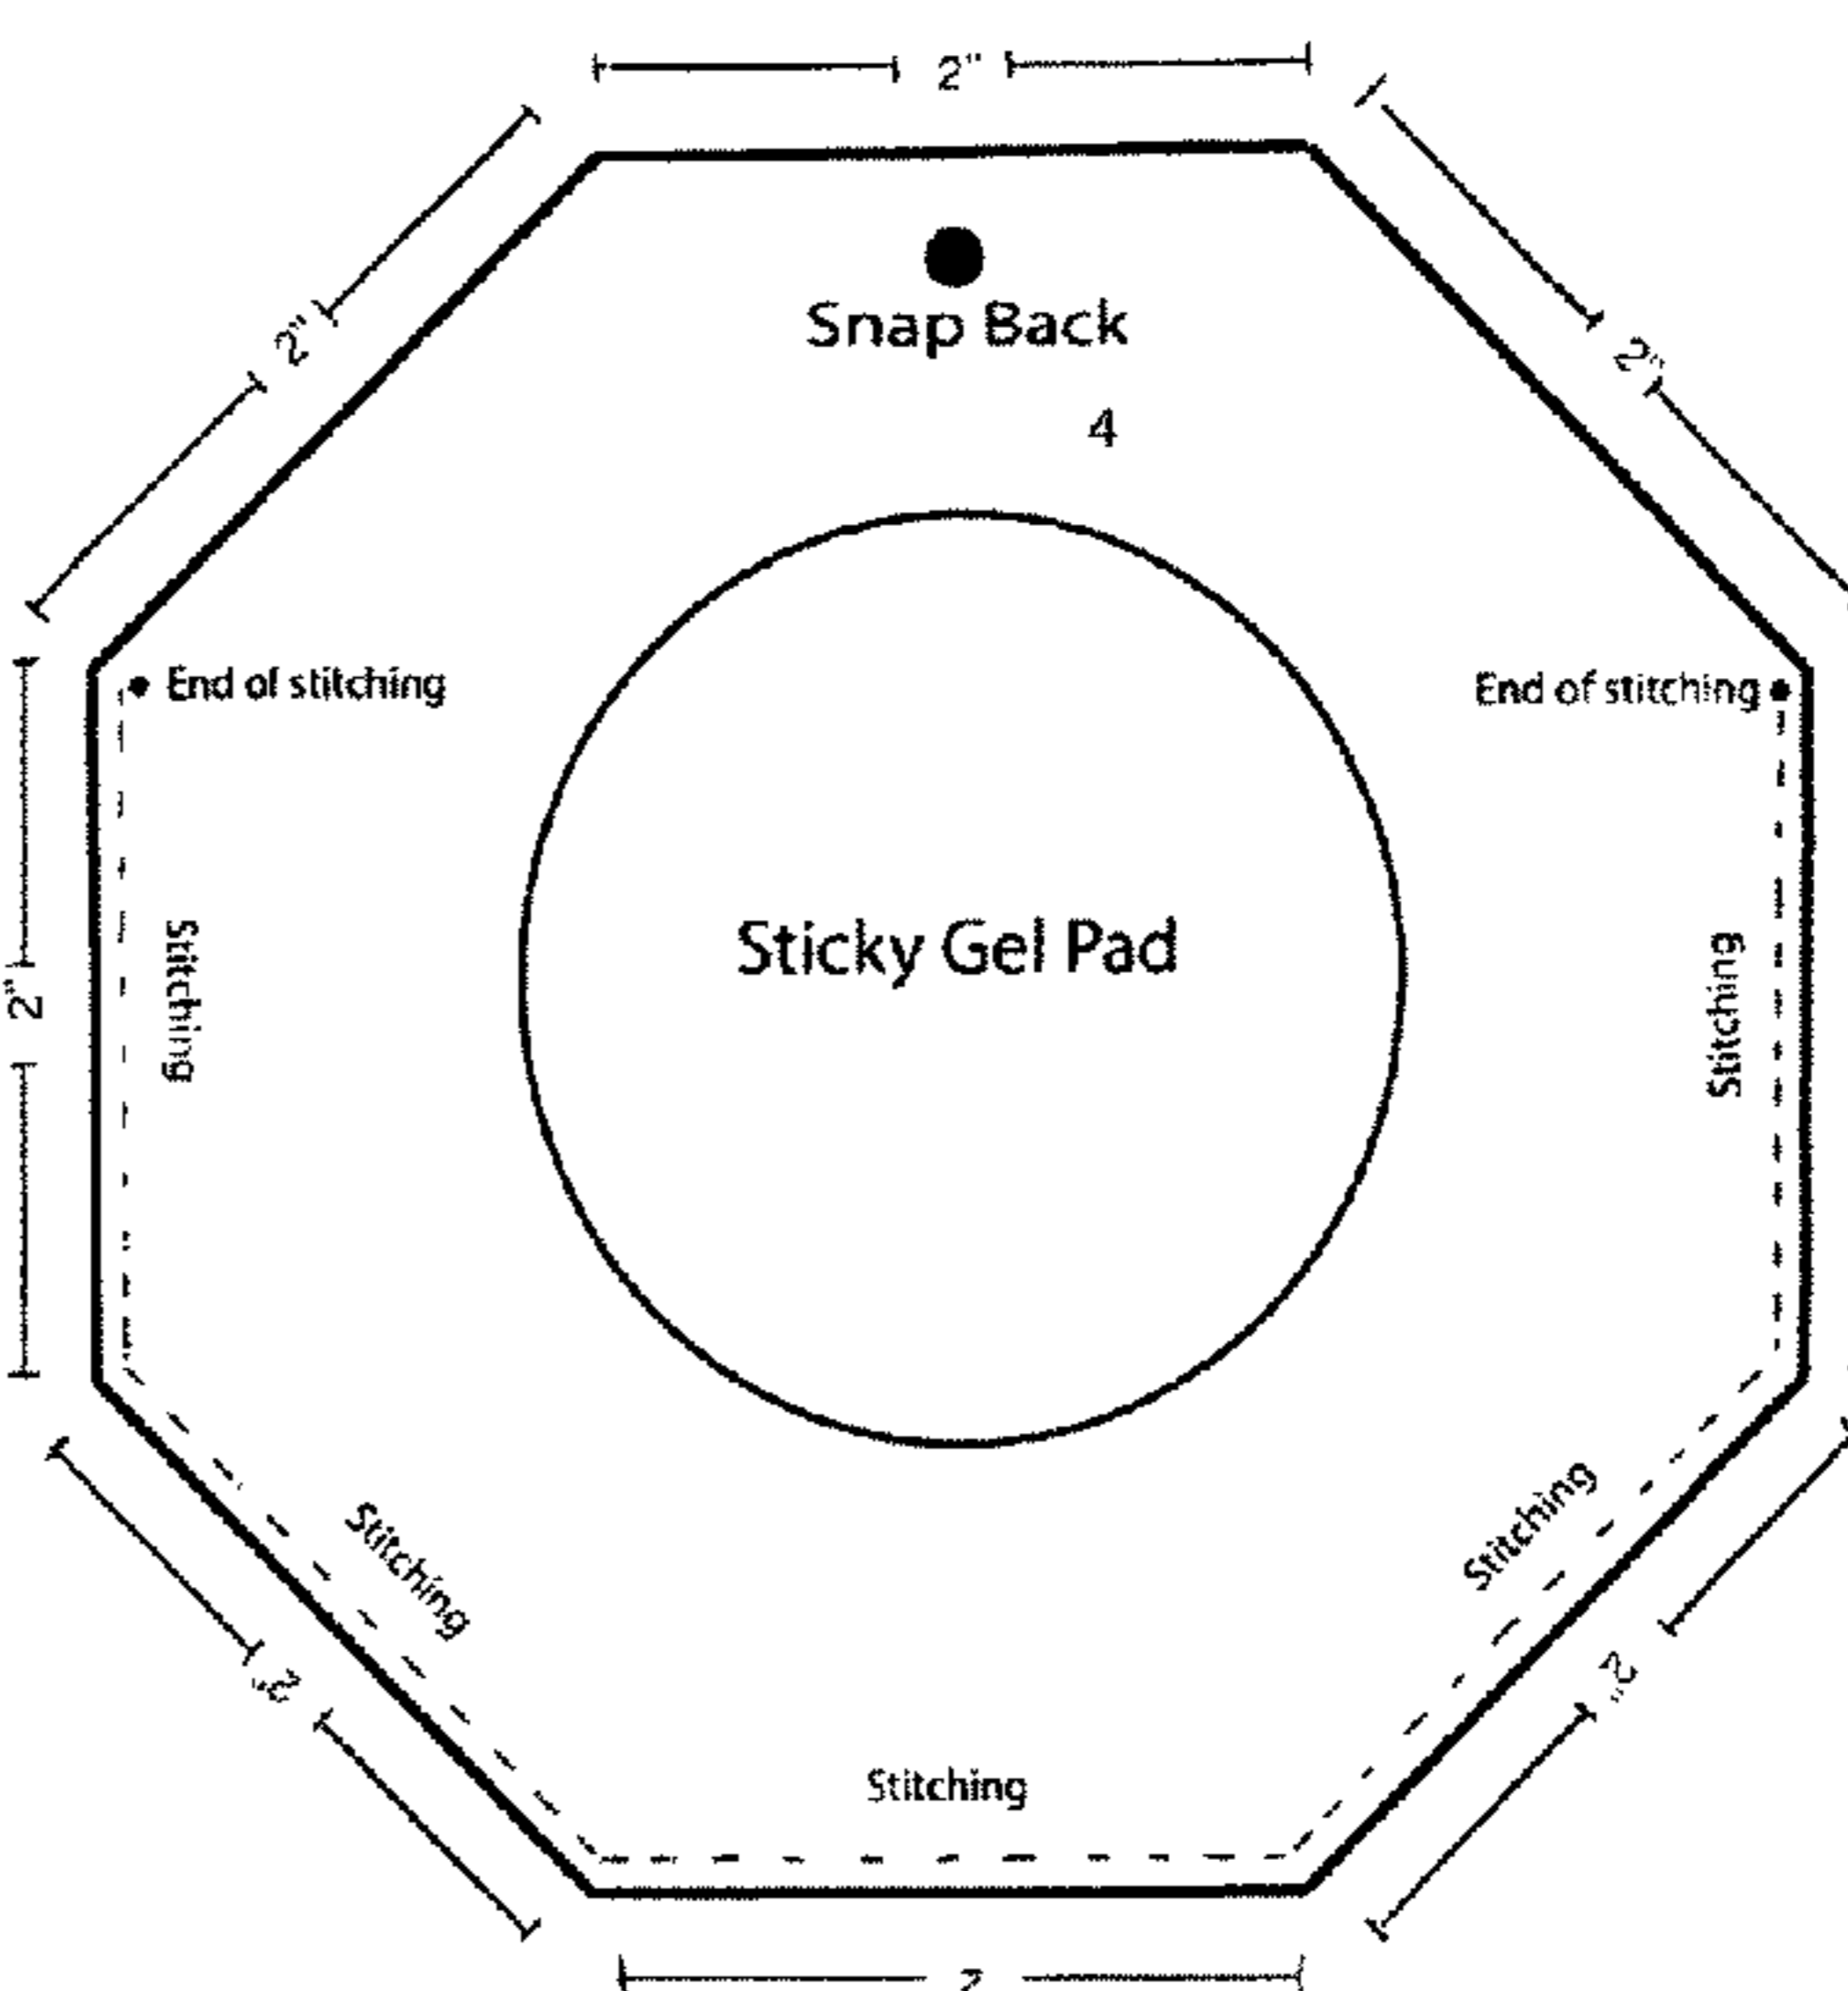 2"
2"
2"
Snap Back
4
End of stitching
End of stitching
Sticky Gel Pad
Stitching
Stitching
2"
Stitching
Stitching
2"
2"
Stitching
2